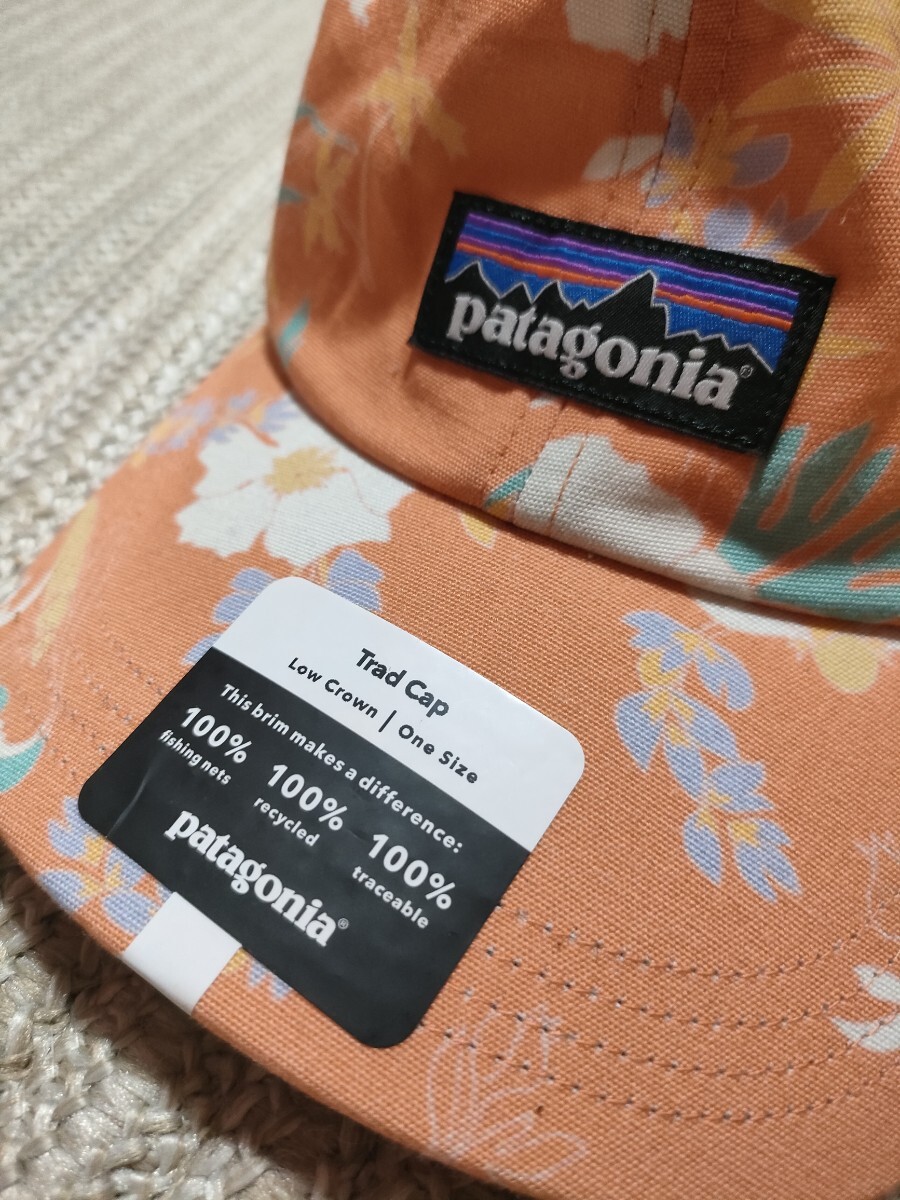 patagonia®
Trad Cap
Low Crown | One Size
This brim makes a difference:
100%
fishing nets
100%
recycled
100%
traceable
patagonia®